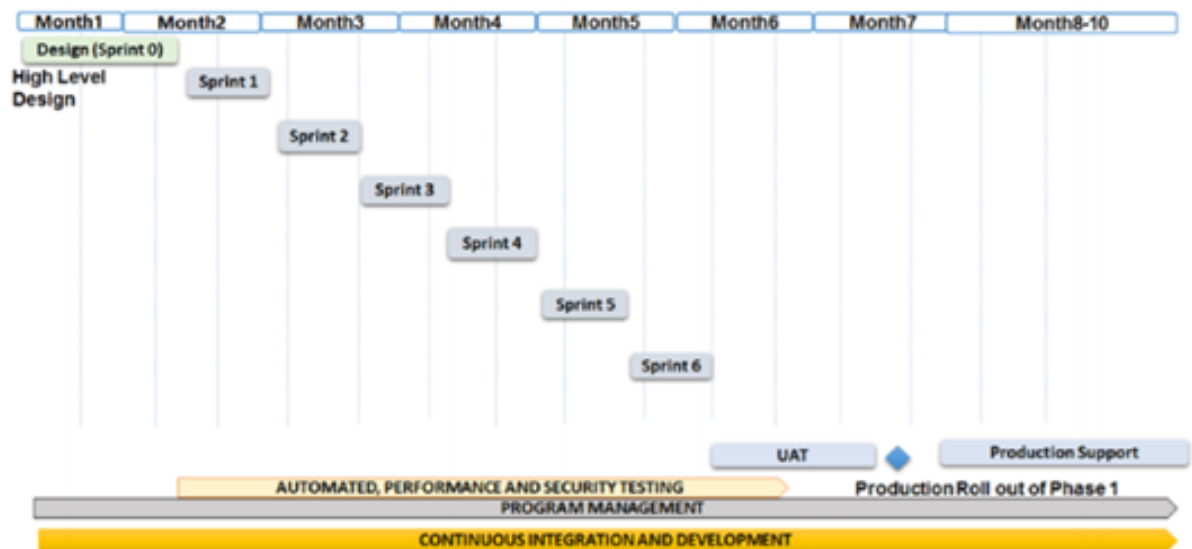 Month1 Month2 Month3 Month4 Month5 Month6 Month7 Month8-10
Design (Sprint 0)
High Level
Design
Sprint 1
Sprint 2
Sprint 3
Sprint 4
Sprint 5
Sprint 6
UAT
Production Support
AUTOMATED, PERFORMANCE AND SECURITY TESTING
Production Roll out of Phase 1
PROGRAM MANAGEMENT
CONTINUOUS INTEGRATION AND DEVELOPMENT